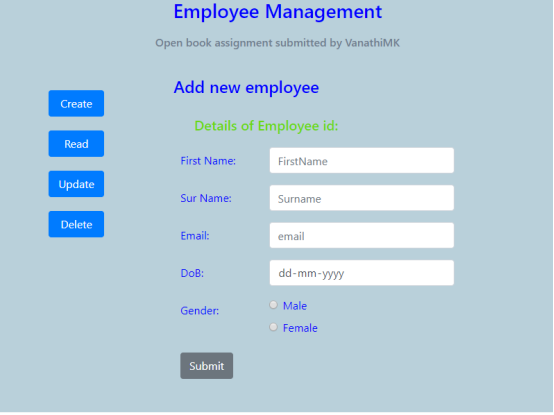 Employee Management
Open book assignment submitted by VanathiMK
Create
Read
Update
Delete
Add new employee
Details of Employee id:
First Name: FirstName
Sur Name: Surname
Email: email
DoB: dd-mm-yyyy
Gender: Male
Female
Submit